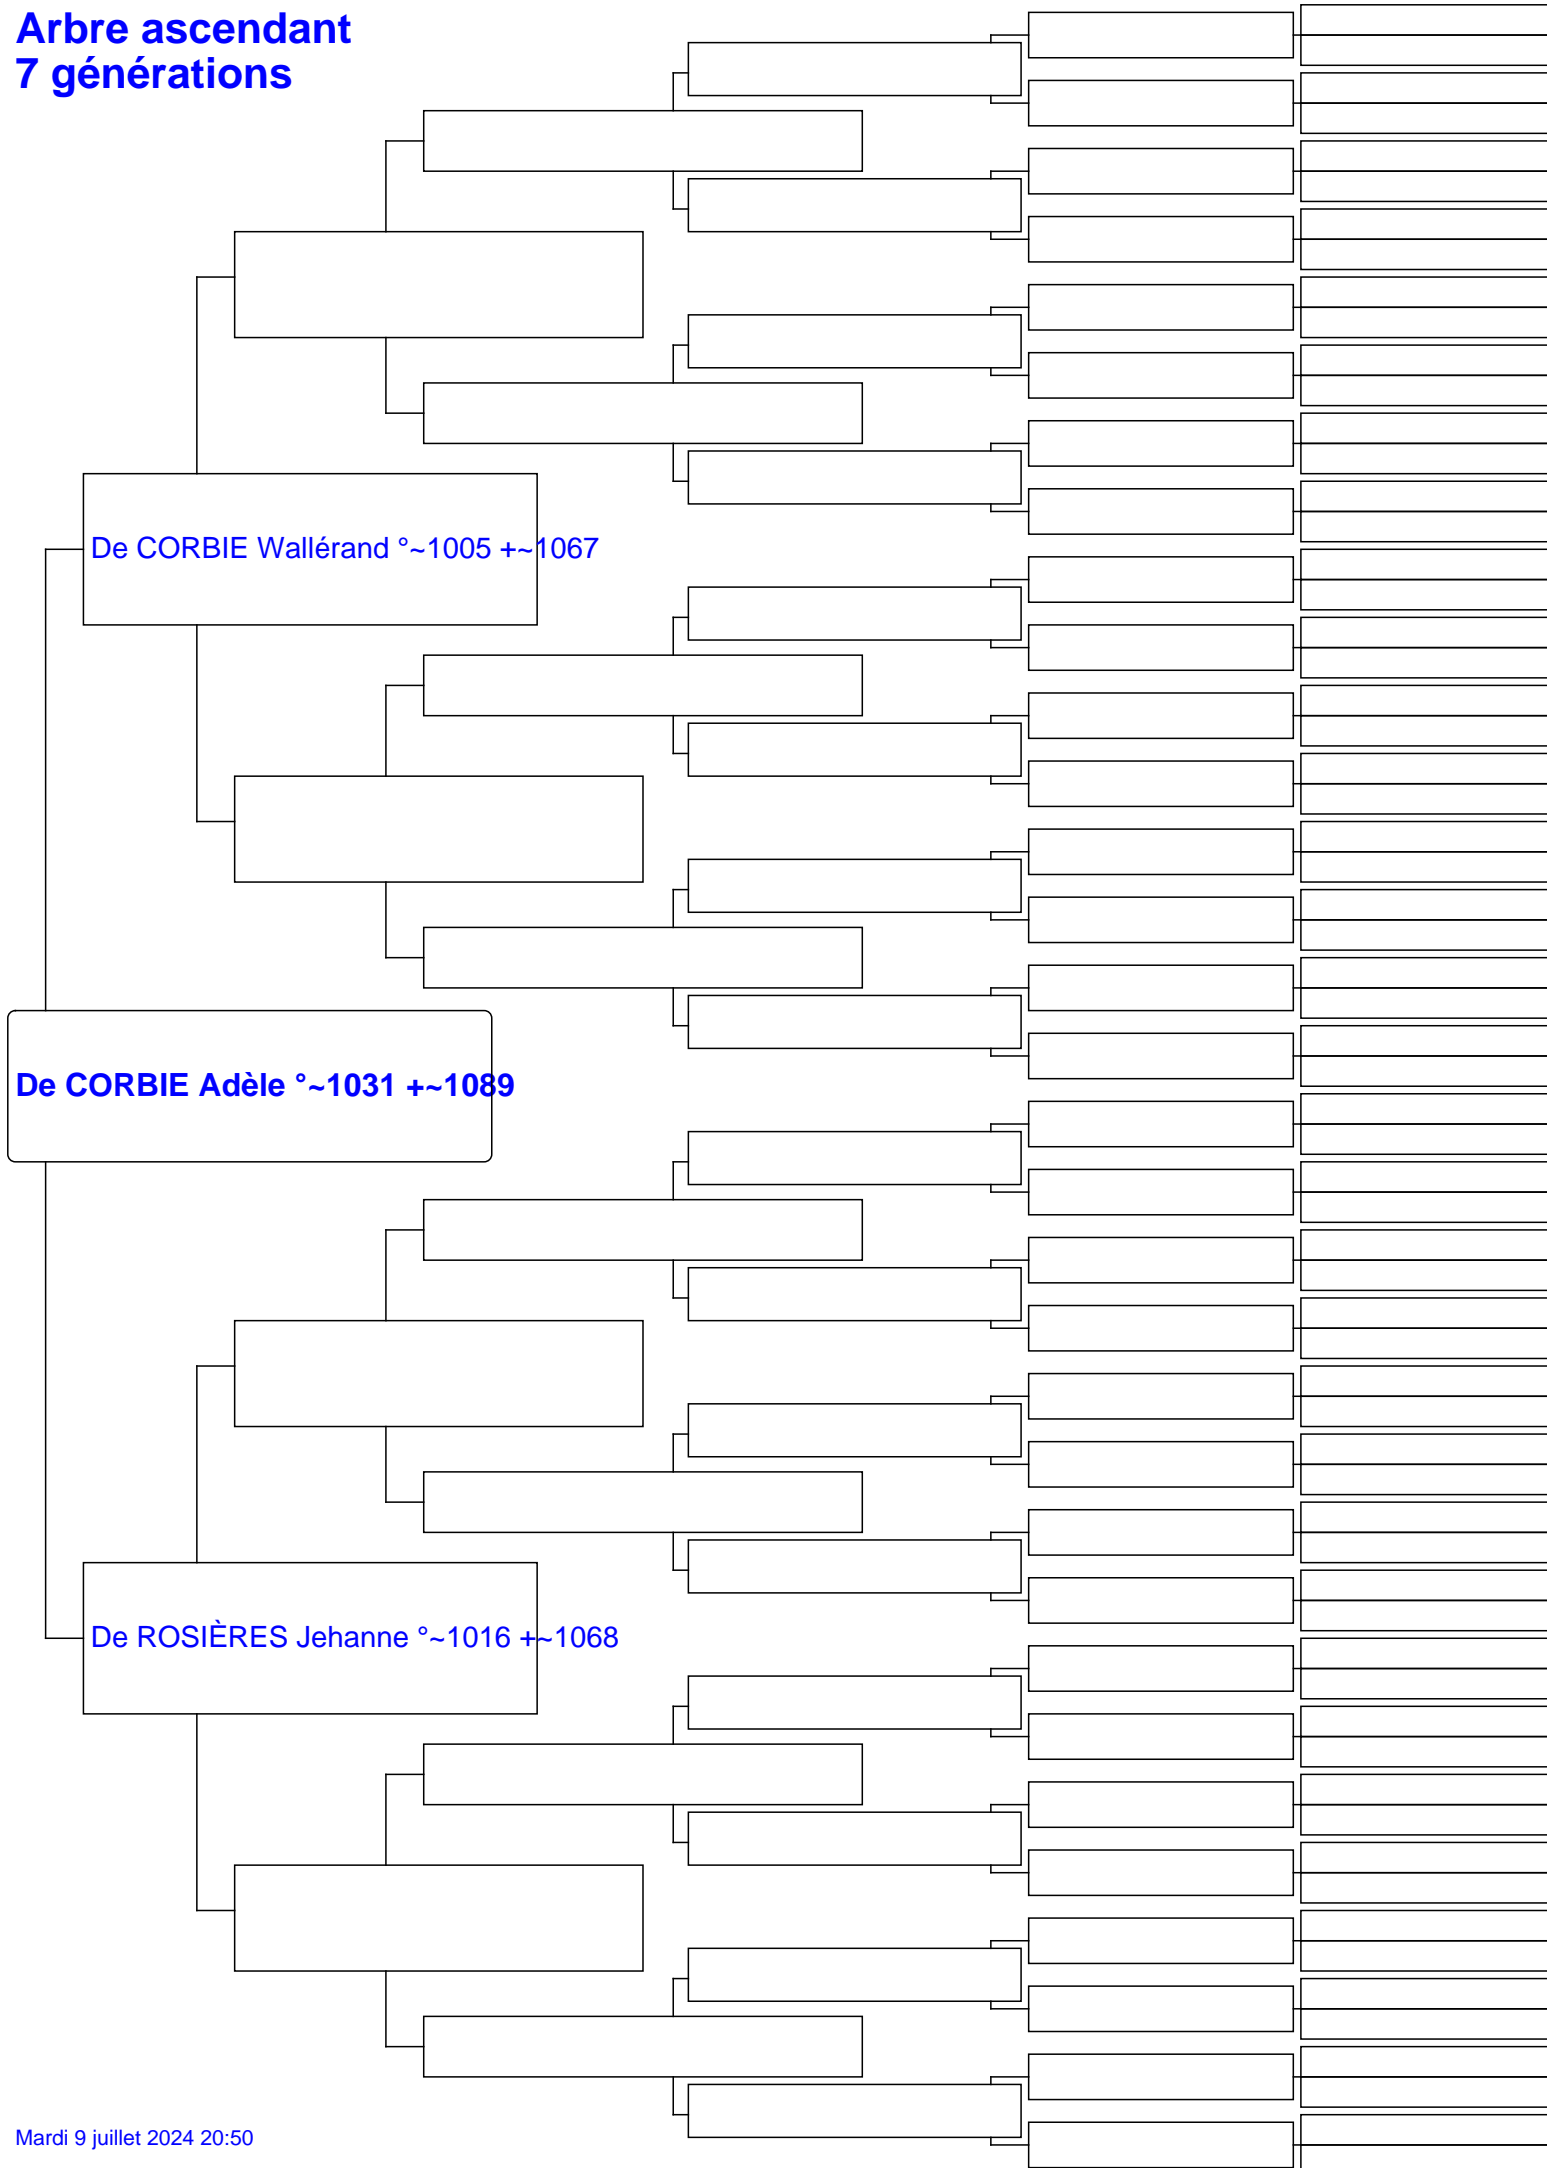 Arbre ascendant
7 générations
De CORBIE Wallérand °~1005 +~1067
De CORBIE Adèle °~1031 +~1089
De ROSIÈRES Jehanne °~1016 +~1068
Mardi 9 juillet 2024 20:50